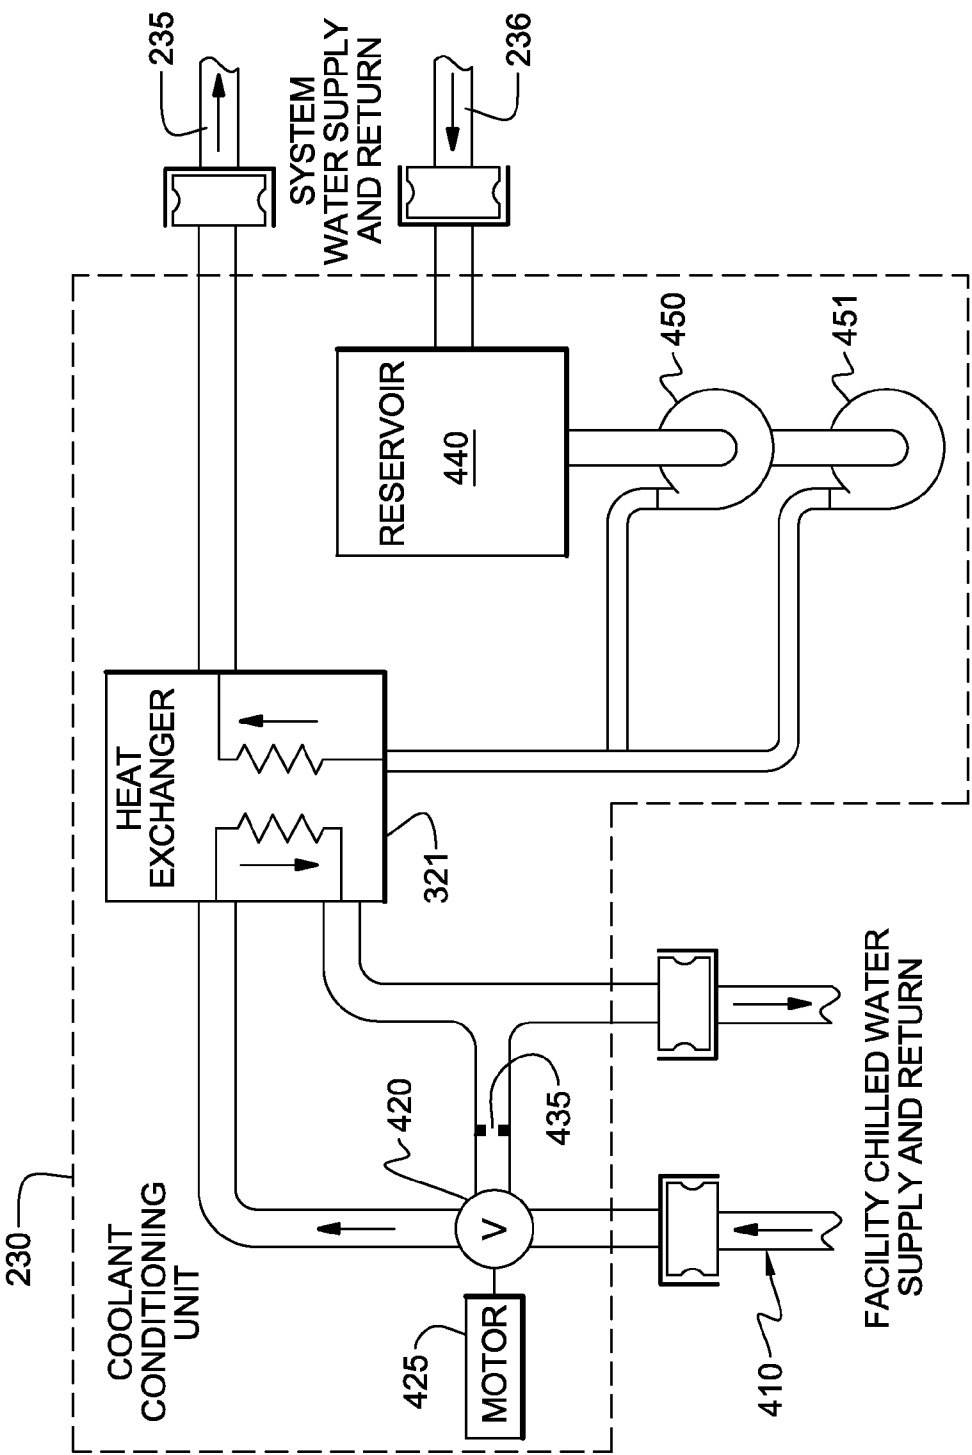 230
COOLANT
CONDITIONING
UNIT
HEAT
EXCHANGER
321
235
SYSTEM
WATER SUPPLY
AND RETURN
236
RESERVOIR
440
450
451
420
V
435
425
MOTOR
410
FACILITY CHILLED WATER
SUPPLY AND RETURN